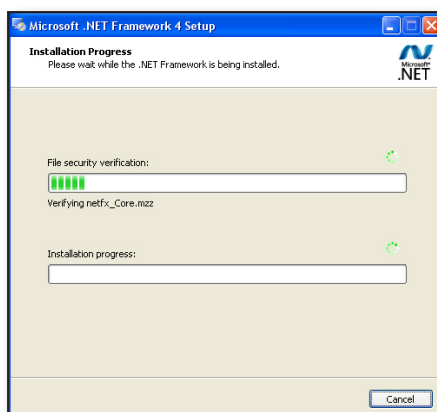 Microsoft .NET Framework 4 Setup
Installation Progress
Please wait while the .NET Framework is being installed.
Microsoft®
.NET
File security verification:
Verifying netfx_Core.mzz
Installation progress:
Cancel